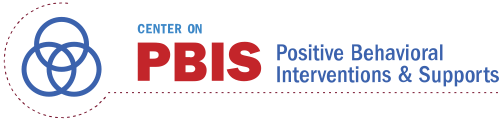 CENTER ON
PBIS
Positive Behavioral
Interventions & Supports